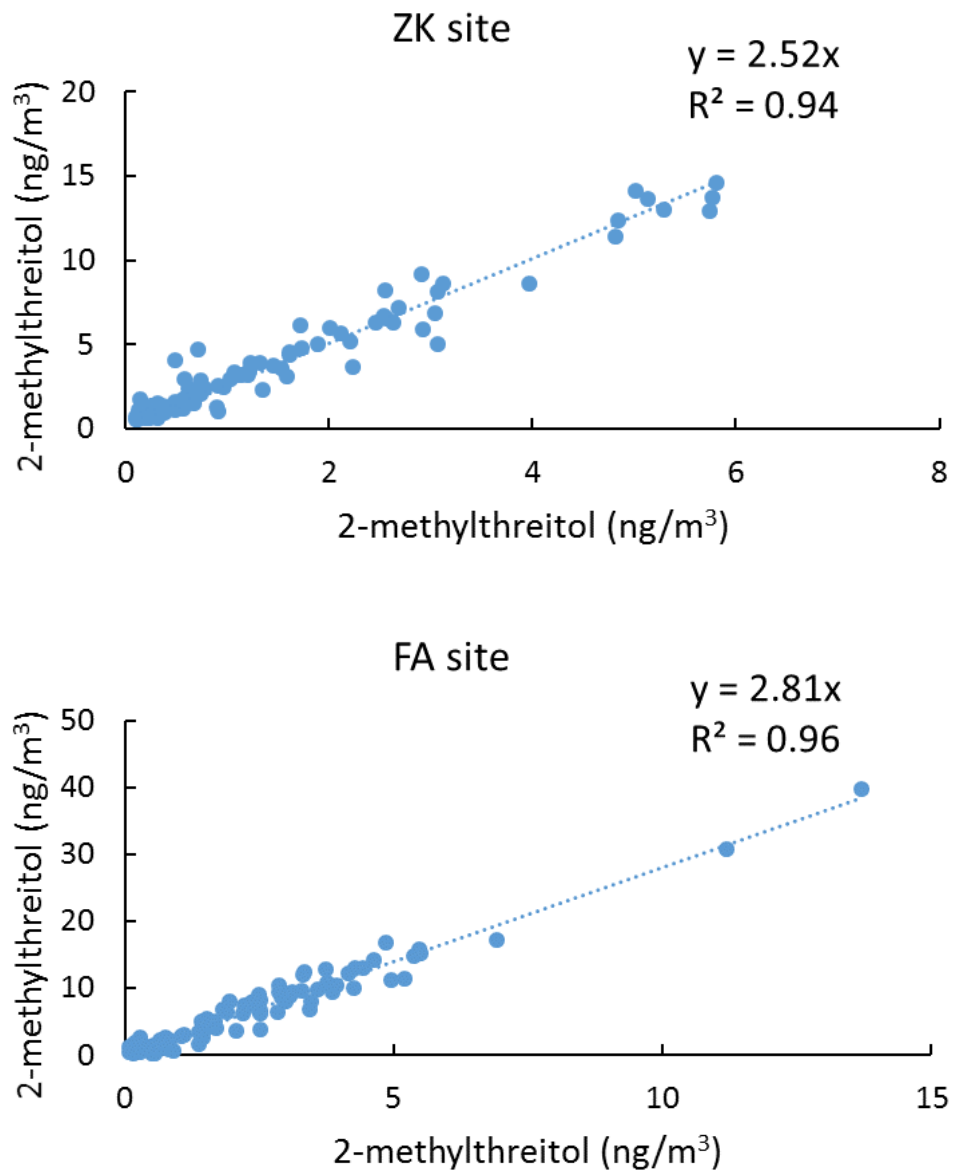 ZK site
y = 2.52x
R² = 0.94
2-methylthreitol (ng/m³)
20
15
10
5
0
0 2 4 6 8
2-methylthreitol (ng/m³)
FA site
y = 2.81x
R² = 0.96
2-methylthreitol (ng/m³)
50
40
30
20
10
0
0 5 10 15
2-methylthreitol (ng/m³)